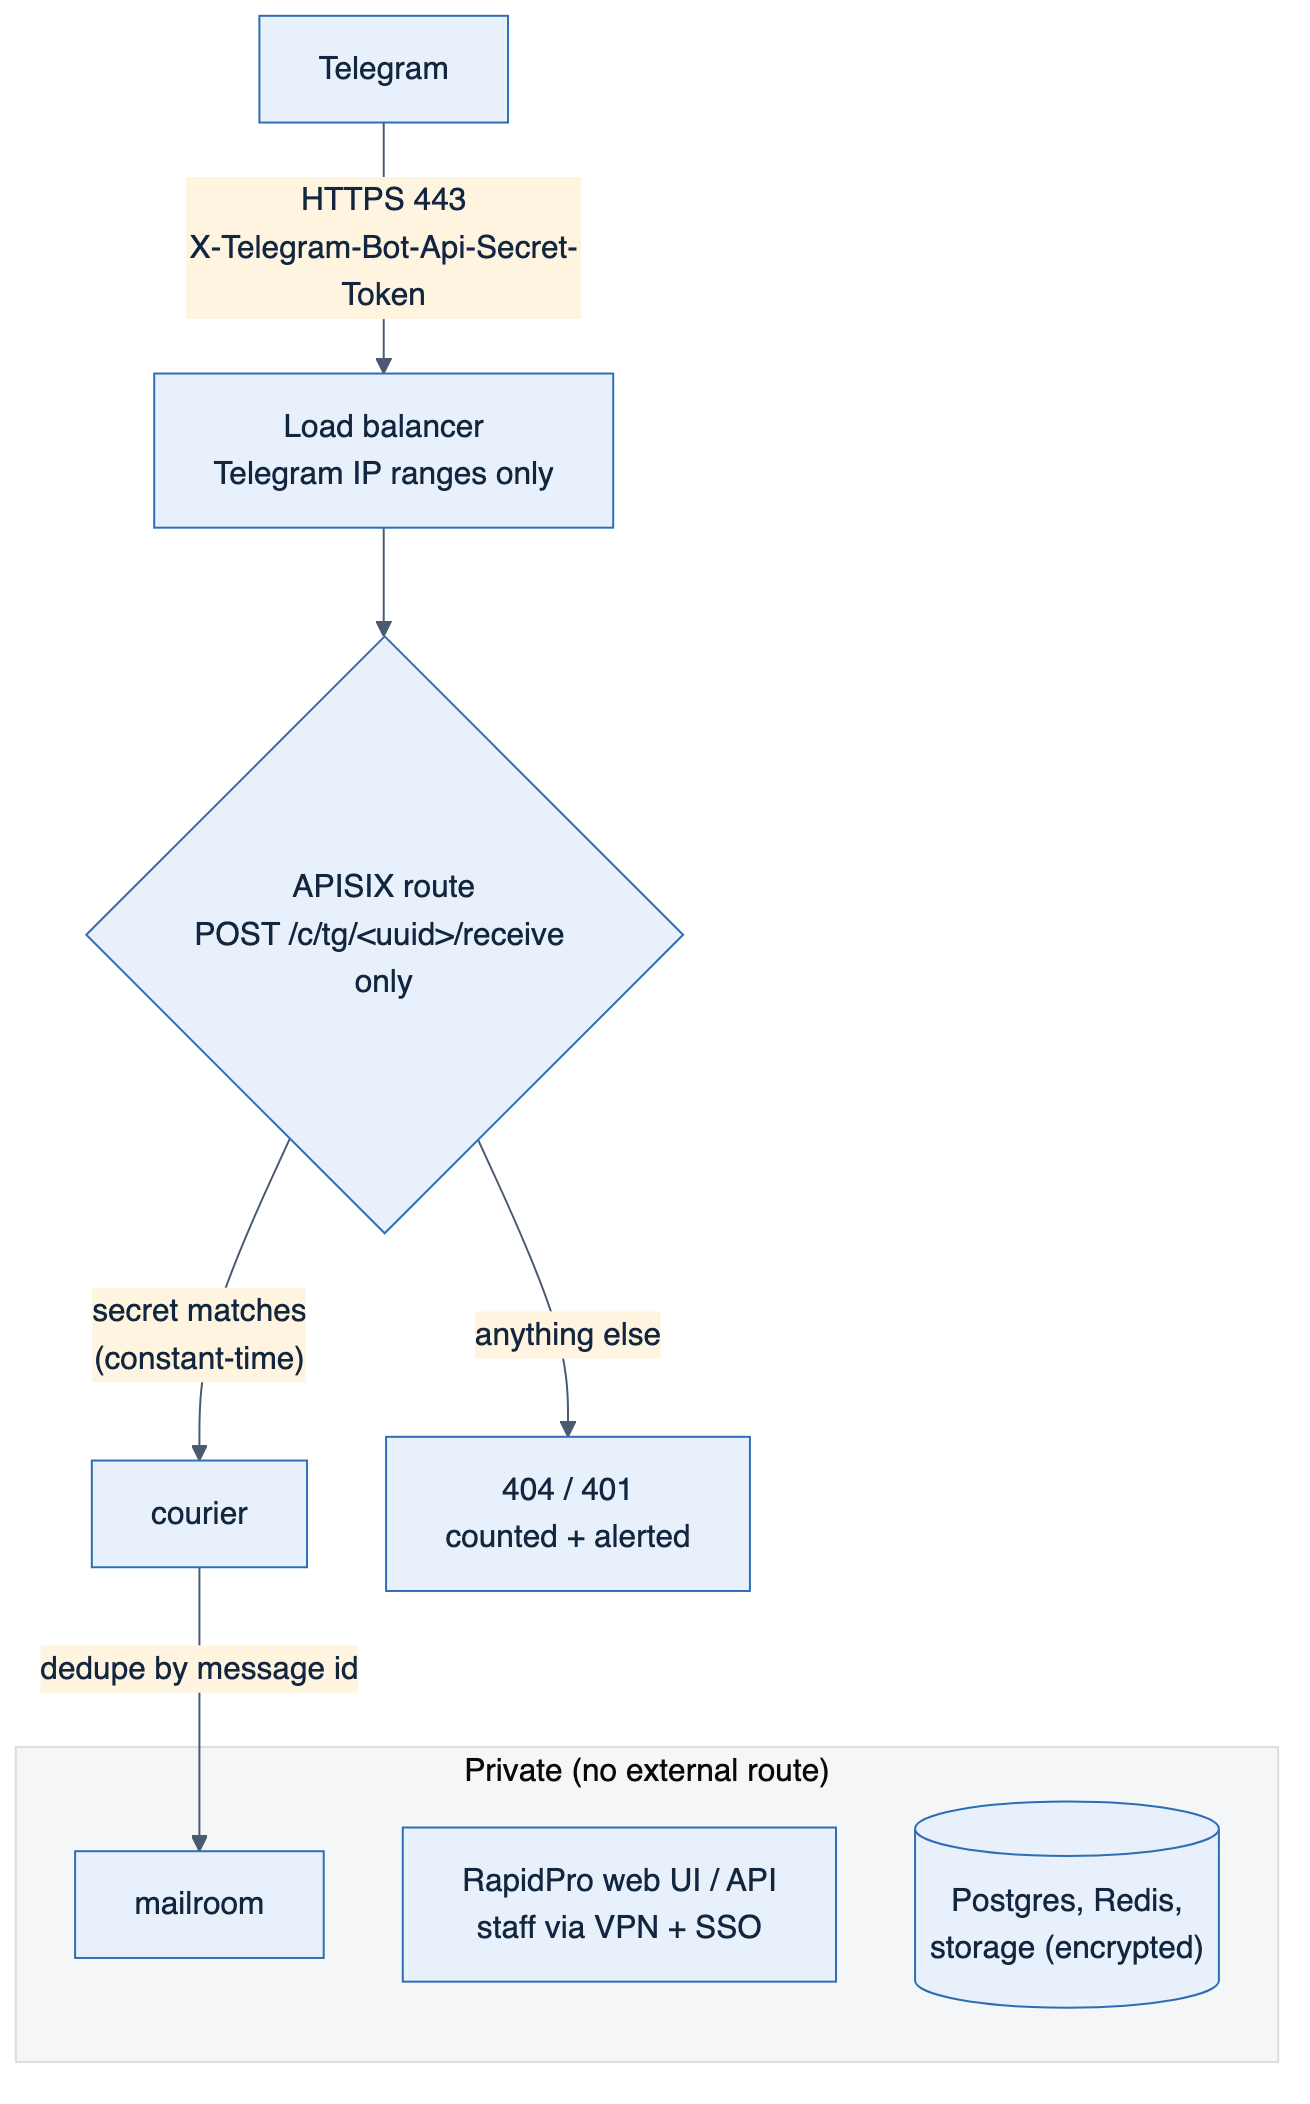 Telegram
HTTPS 443
X-Telegram-Bot-Api-Secret-
Token
Load balancer
Telegram IP ranges only
APISIX route
POST /c/tg/<uuid>/receive
only
secret matches
(constant-time)
anything else
404 / 401
counted + alerted
courier
dedupe by message id
Private (no external route)
mailroom
RapidPro web UI / API
staff via VPN + SSO
Postgres, Redis,
storage (encrypted)